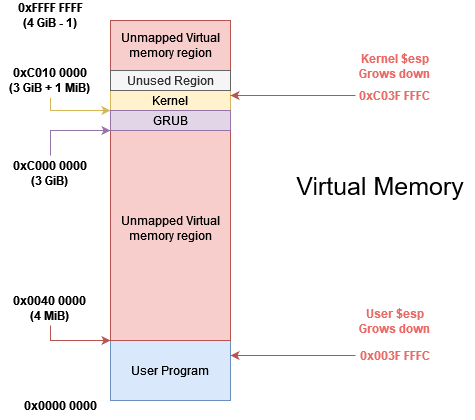 0xFFFF FFFF
(4 GiB - 1)
Unmapped Virtual
memory region
0xC010 0000
(3 GiB + 1 MiB)
Unused Region
Kernel
GRUB
Kernel $esp
Grows down
0xC03F FFFC
0xC000 0000
(3 GiB)
Unmapped Virtual
memory region
Virtual Memory
0x0040 0000
(4 MiB)
User $esp
Grows down
0x003F FFFC
User Program
0x0000 0000